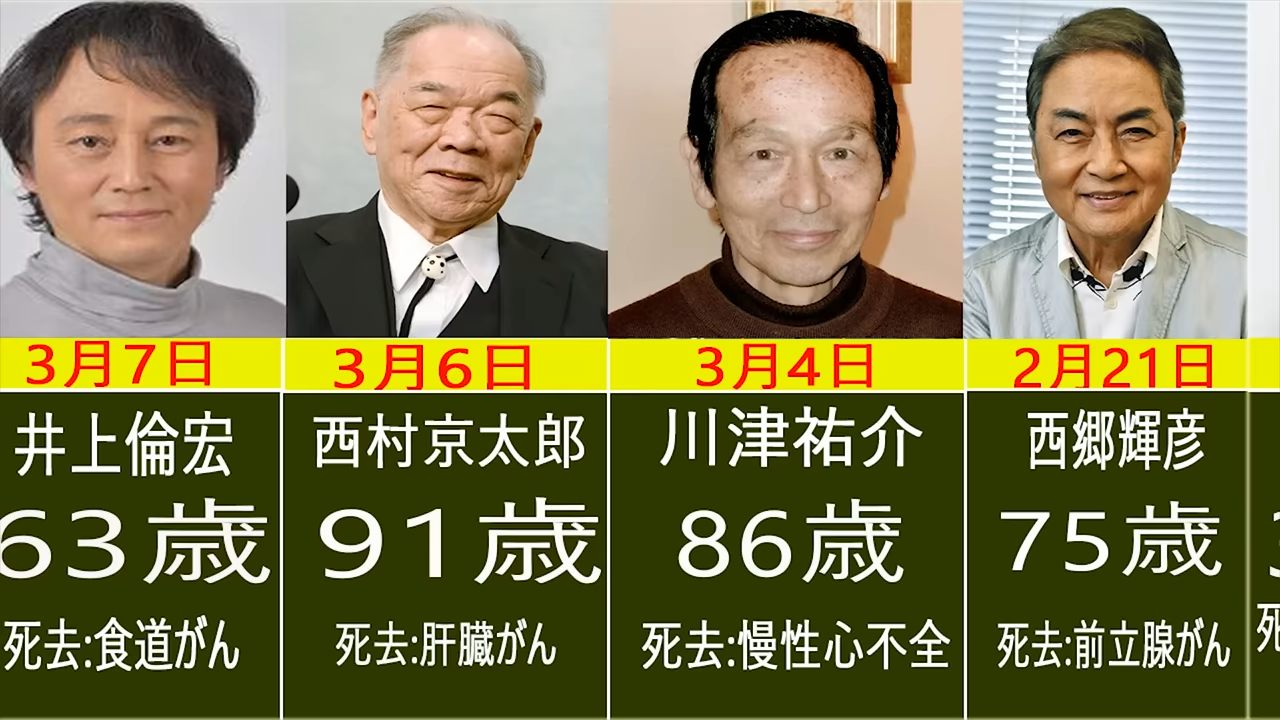 3月7日
井上倫宏
63歳
死去:食道がん
3月6日
西村京太郎
91歳
死去:肝臓がん
3月4日
川津祐介
86歳
死去:慢性心不全
2月21日
西郷輝彦
75歳
死去:前立腺がん